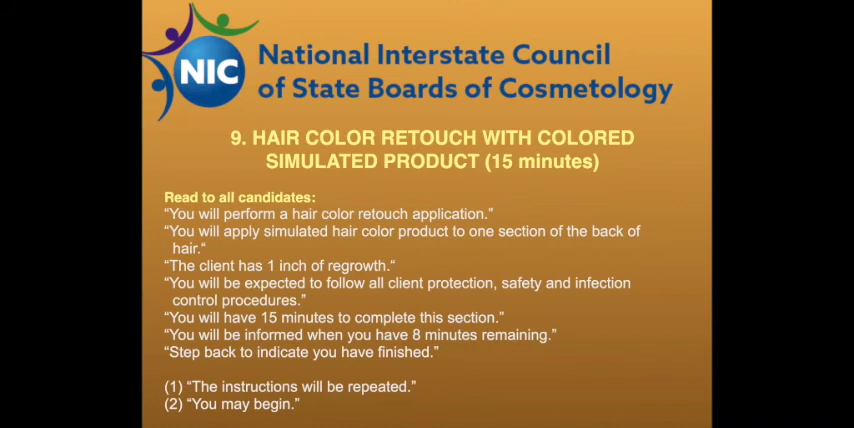 NIC
National Interstate Council
of State Boards of Cosmetology
9. HAIR COLOR RETOUCH WITH COLORED
SIMULATED PRODUCT (15 minutes)
Read to all candidates:
“You will perform a hair color retouch application.”
“You will apply simulated hair color product to one section of the back of
hair.“
“The client has 1 inch of regrowth.“
“You will be expected to follow all client protection, safety and infection
control procedures.”
“You will have 15 minutes to complete this section.”
“You will be informed when you have 8 minutes remaining.”
“Step back to indicate you have finished.”
(1) “The instructions will be repeated.”
(2) “You may begin.”